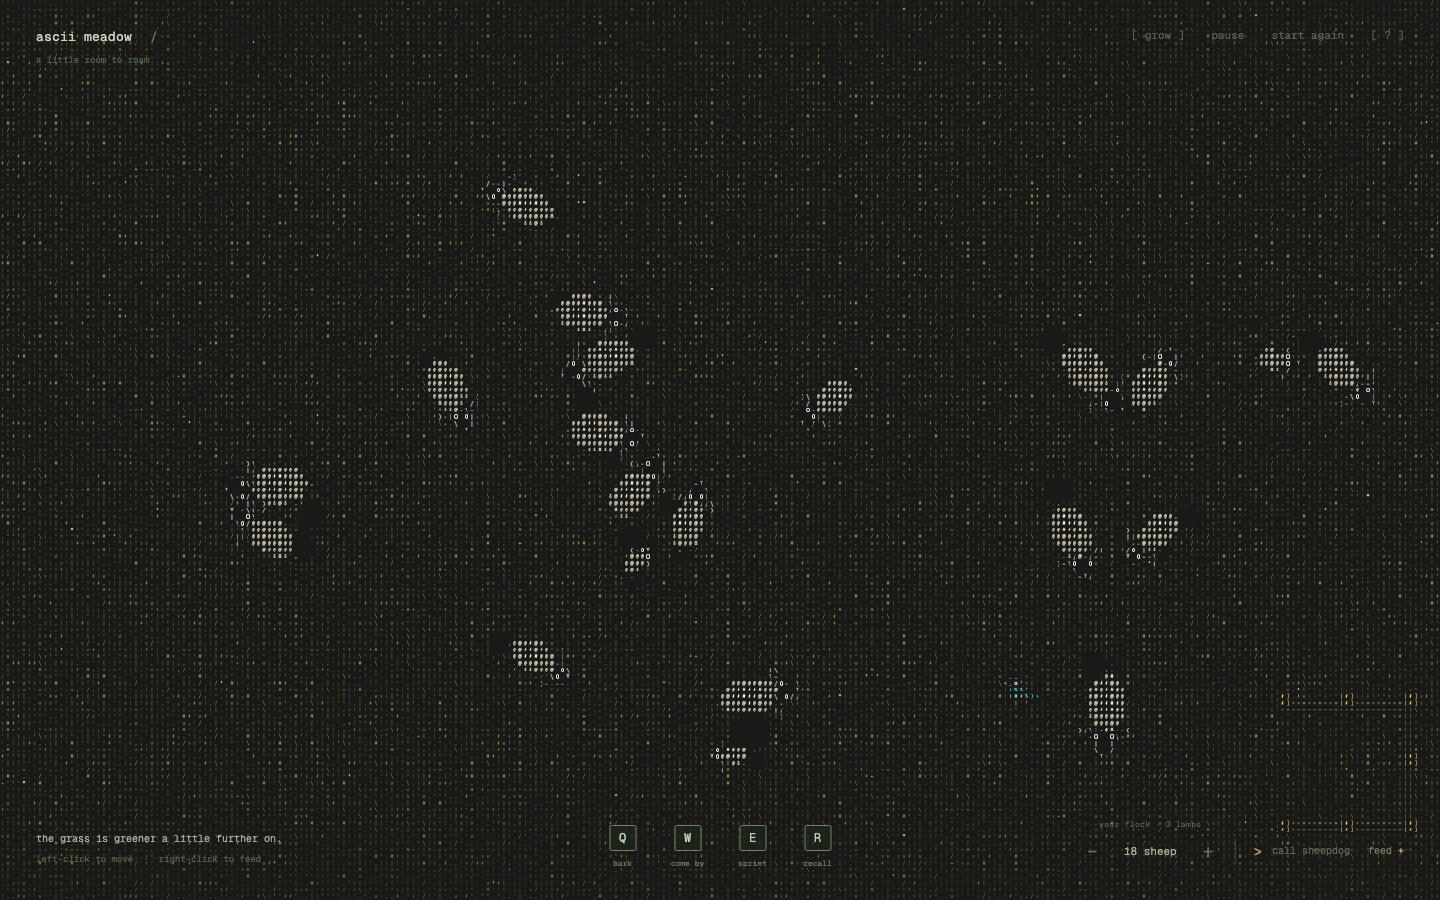 ascii meadow /
[ grow ] pause start again [ ? ]
a little room to roam
the grass is greener a little further on.
left-click to move · right-click to feed
Q W E R
bark come by sprint recall
your flock · 3 lambs
− 18 sheep +
> call sheepdog feed +